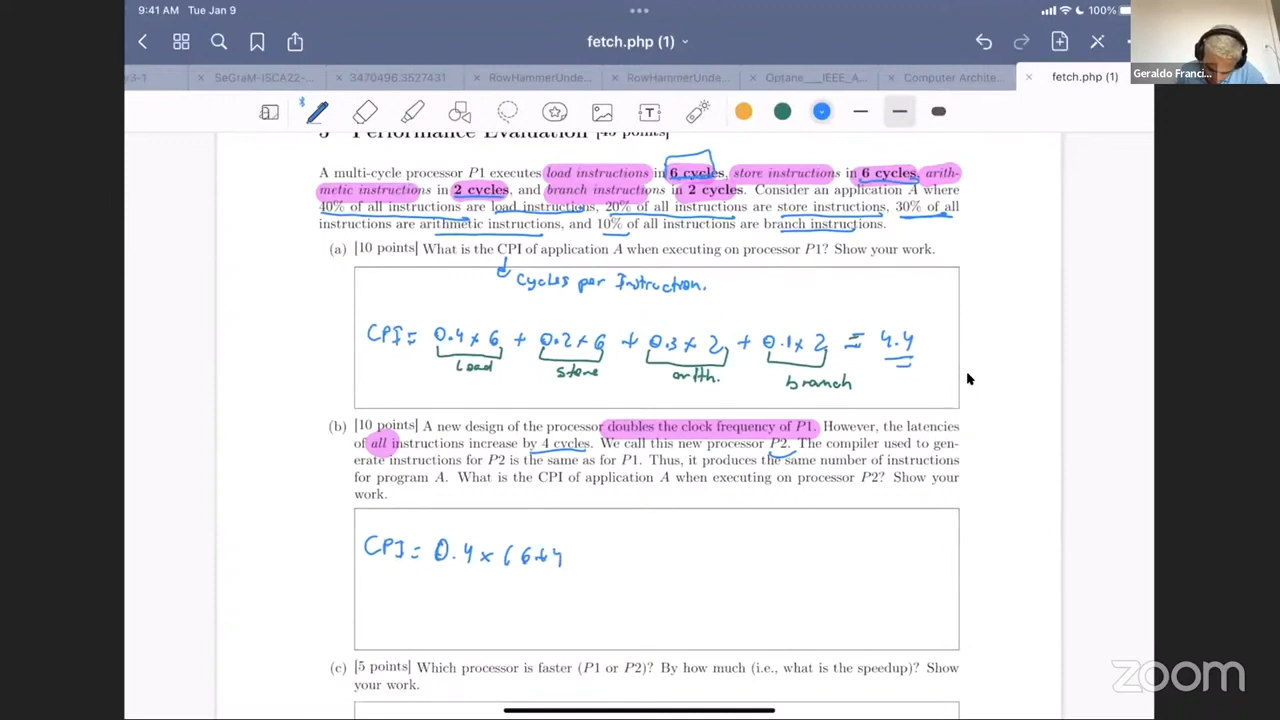 9:41 AM Tue Jan 9
100%
fetch.php (1)
Geraldo Franci...
r3-1
SeGraM-ISCA22-...
3470496.3527431
RowHammerUnde...
RowHammerUnde...
Optane___IEEE_A...
Computer Archite...
fetch.php (1)
Performance Evaluation
A multi-cycle processor P1 executes load instructions in 6 cycles, store instructions in 6 cycles, arith-
metic instructions in 2 cycles, and branch instructions in 2 cycles. Consider an application A where
40% of all instructions are load instructions, 20% of all instructions are store instructions, 30% of all
instructions are arithmetic instructions, and 10% of all instructions are branch instructions.
(a) [10 points] What is the CPI of application A when executing on processor P1? Show your work.
Cycles per Instruction.
CPI = 0.4 × 6 + 0.2 × 6 + 0.3 × 2 + 0.1 × 2 = 4.4
load store arith. branch
(b) [10 points] A new design of the processor doubles the clock frequency of P1. However, the latencies
of all instructions increase by 4 cycles. We call this new processor P2. The compiler used to gen-
erate instructions for P2 is the same as for P1. Thus, it produces the same number of instructions
for program A. What is the CPI of application A when executing on processor P2? Show your
work.
CPI = 0.4 × (6+4
(c) [5 points] Which processor is faster (P1 or P2)? By how much (i.e., what is the speedup)? Show
your work.
zoom